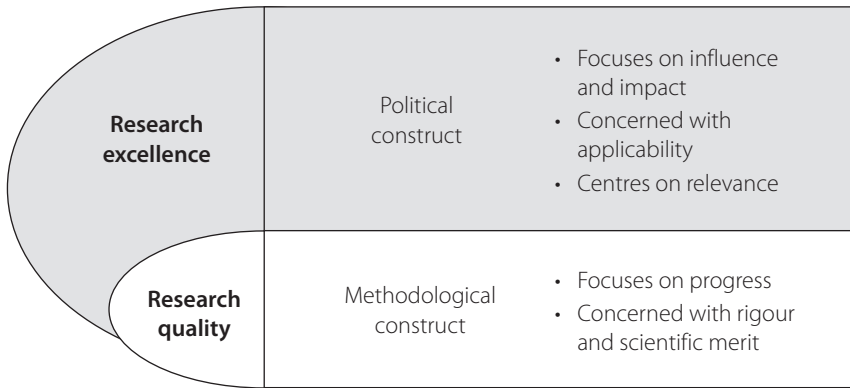 Research
excellence
Political
construct
• Focuses on influence
and impact
• Concerned with
applicability
• Centres on relevance
Research
quality
Methodological
construct
• Focuses on progress
• Concerned with rigour
and scientific merit